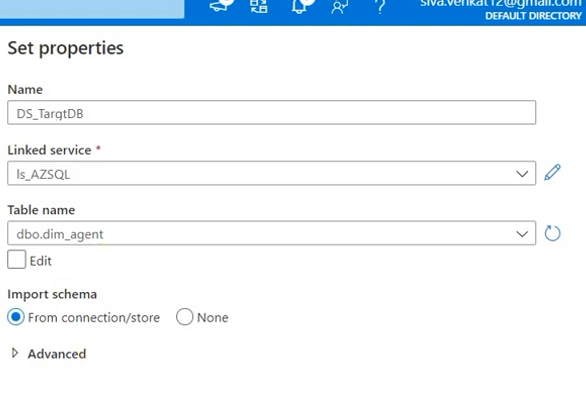 siva.venkat12@gmail.com
DEFAULT DIRECTORY
Set properties
Name
DS_TargtDB
Linked service *
ls_AZSQL
Table name
dbo.dim_agent
Edit
Import schema
From connection/store None
Advanced